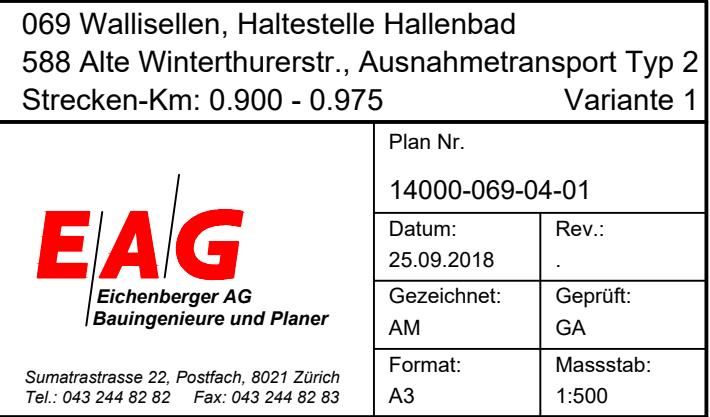 069 Wallisellen, Haltestelle Hallenbad
588 Alte Winterthurerstr., Ausnahmetransport Typ 2
Strecken-Km: 0.900 - 0.975 Variante 1
EAG
Eichenberger AG
Bauingenieure und Planer
Sumatrastrasse 22, Postfach, 8021 Zürich
Tel.: 043 244 82 82 Fax: 043 244 82 83
Plan Nr.
14000-069-04-01
Datum: Rev.:
25.09.2018 .
Gezeichnet: Geprüft:
AM GA
Format: Massstab:
A3 1:500